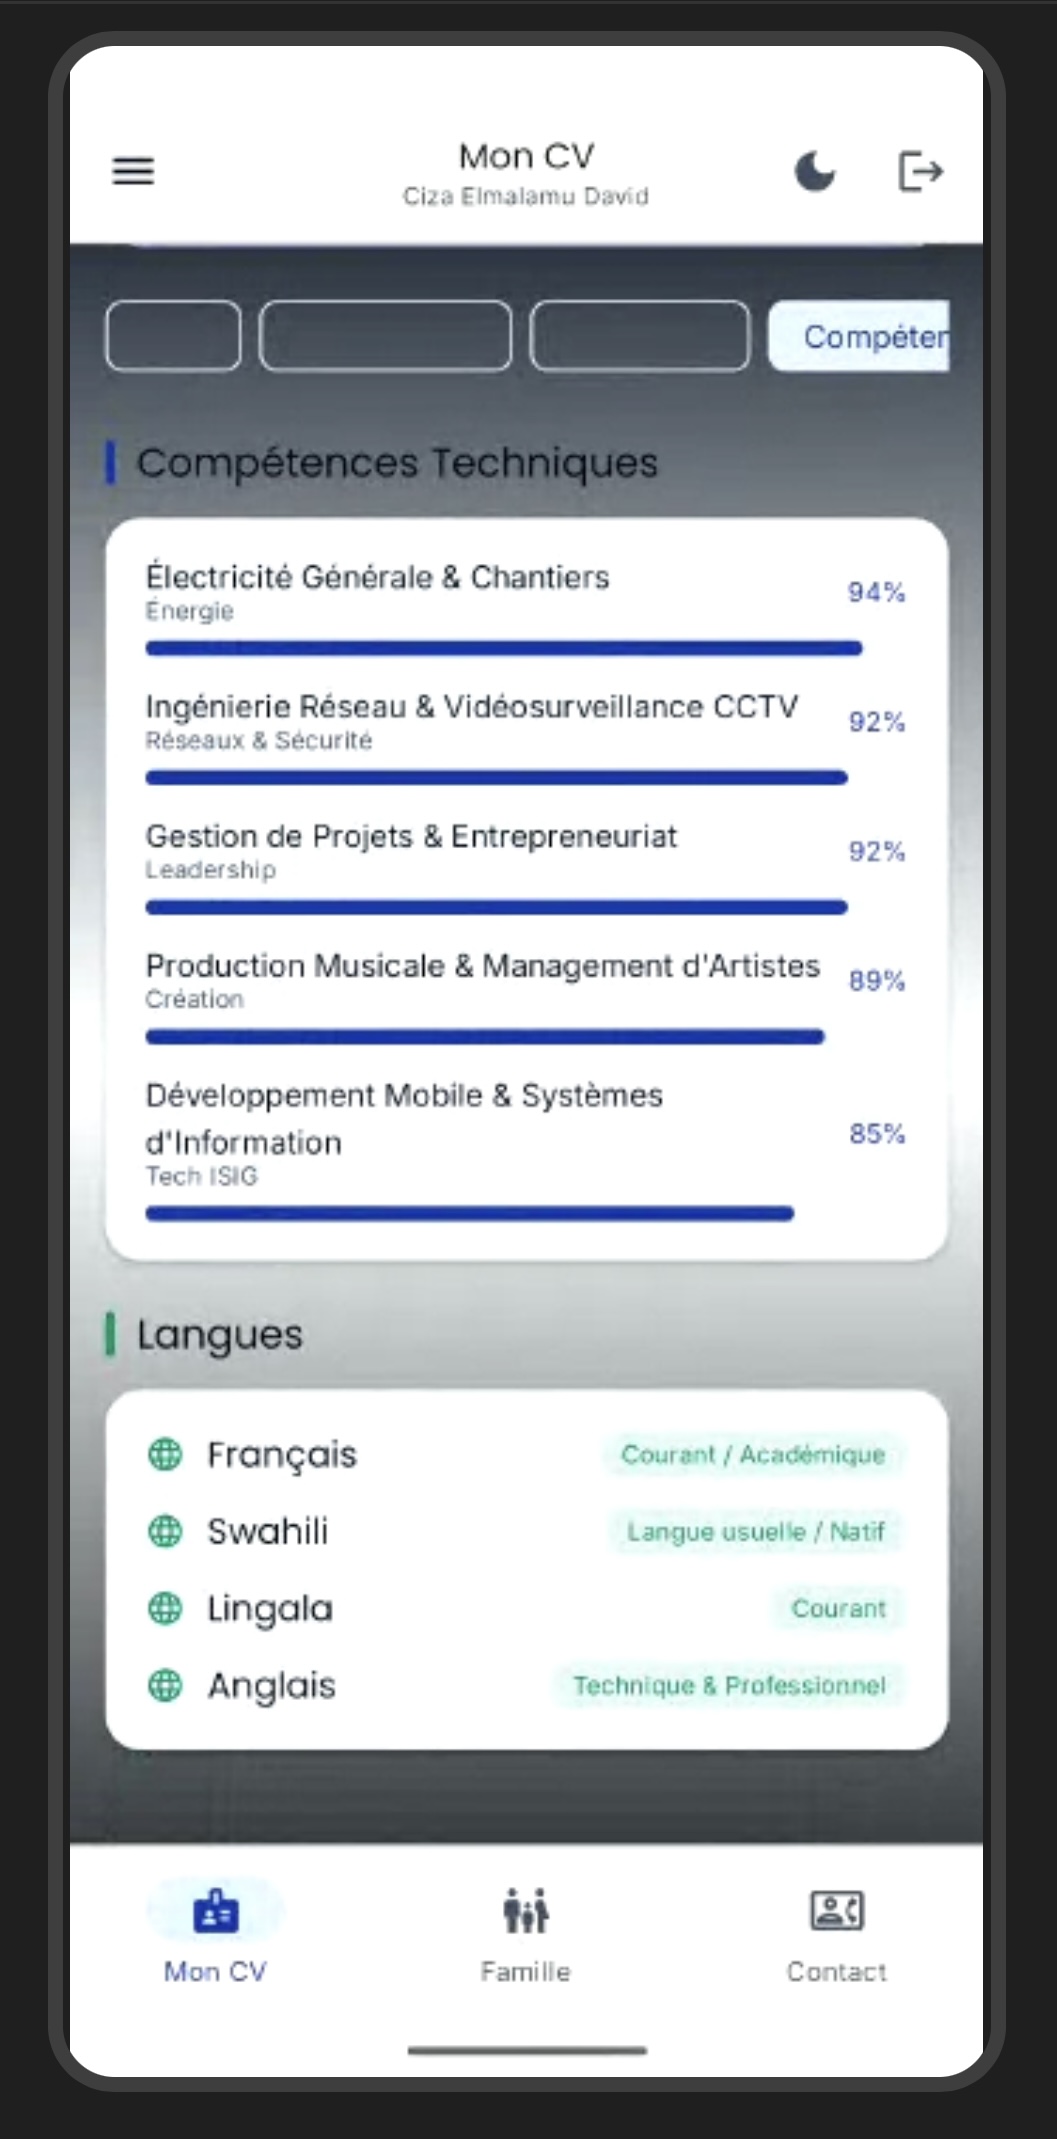 Mon CV
Ciza Elmalamu David
Compéten
Compétences Techniques
Électricité Générale & Chantiers
Énergie
94%
Ingénierie Réseau & Vidéosurveillance CCTV
Réseaux & Sécurité
92%
Gestion de Projets & Entrepreneuriat
Leadership
92%
Production Musicale & Management d'Artistes
Création
89%
Développement Mobile & Systèmes
d'Information
Tech ISIG
85%
Langues
Français
Courant / Académique
Swahili
Langue usuelle / Natif
Lingala
Courant
Anglais
Technique & Professionnel
Mon CV
Famille
Contact